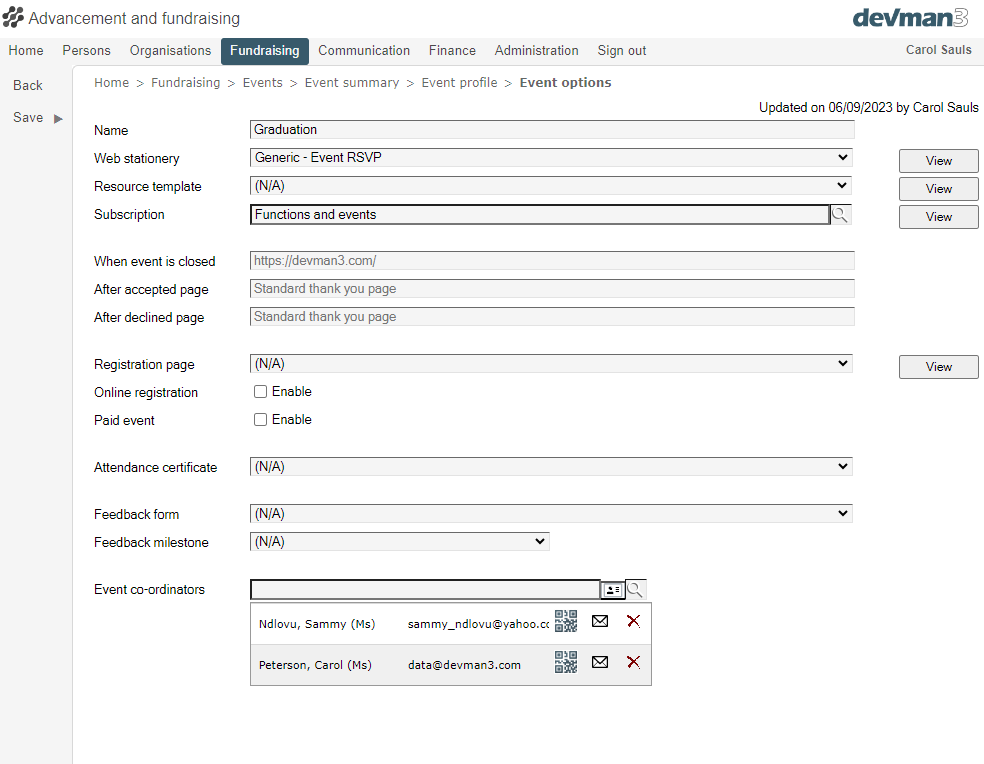 Advancement and fundraising
devman3
Home Persons Organisations Fundraising Communication Finance Administration Sign out Carol Sauls
Back
Save
Home > Fundraising > Events > Event summary > Event profile > Event options
Updated on 06/09/2023 by Carol Sauls
Name Graduation
Web stationery Generic - Event RSVP View
Resource template (N/A) View
Subscription Functions and events View
When event is closed https://devman3.com/
After accepted page Standard thank you page
After declined page Standard thank you page
Registration page (N/A) View
Online registration Enable
Paid event Enable
Attendance certificate (N/A)
Feedback form (N/A)
Feedback milestone (N/A)
Event co-ordinators
Ndlovu, Sammy (Ms) sammy_ndlovu@yahoo.co
Peterson, Carol (Ms) data@devman3.com